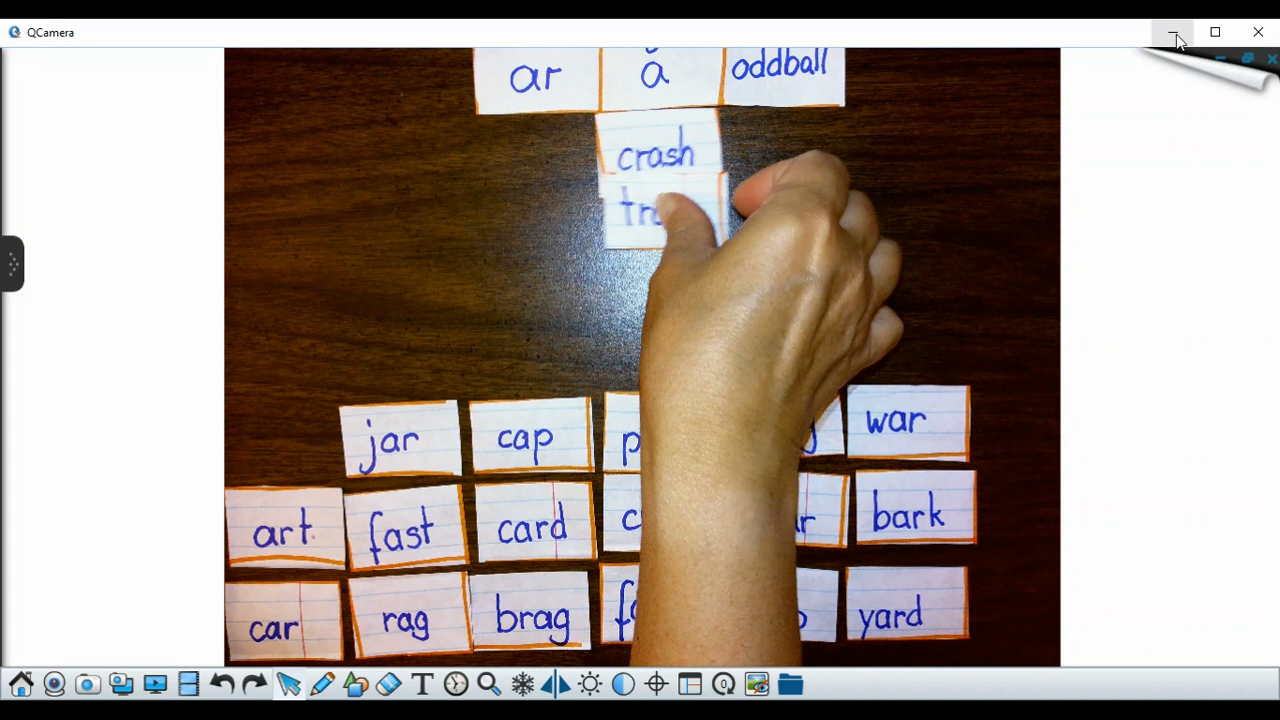 QCamera
ar a oddball
crash
jar cap war
art fast card bark
car rag brag yard